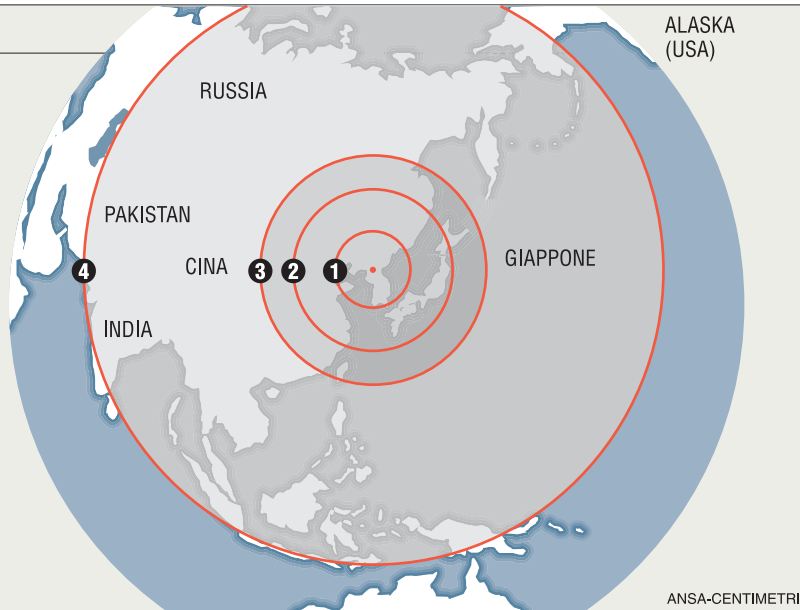 ALASKA
(USA)
RUSSIA
PAKISTAN
CINA
GIAPPONE
4
3
2
1
INDIA
ANSA-CENTIMETRI